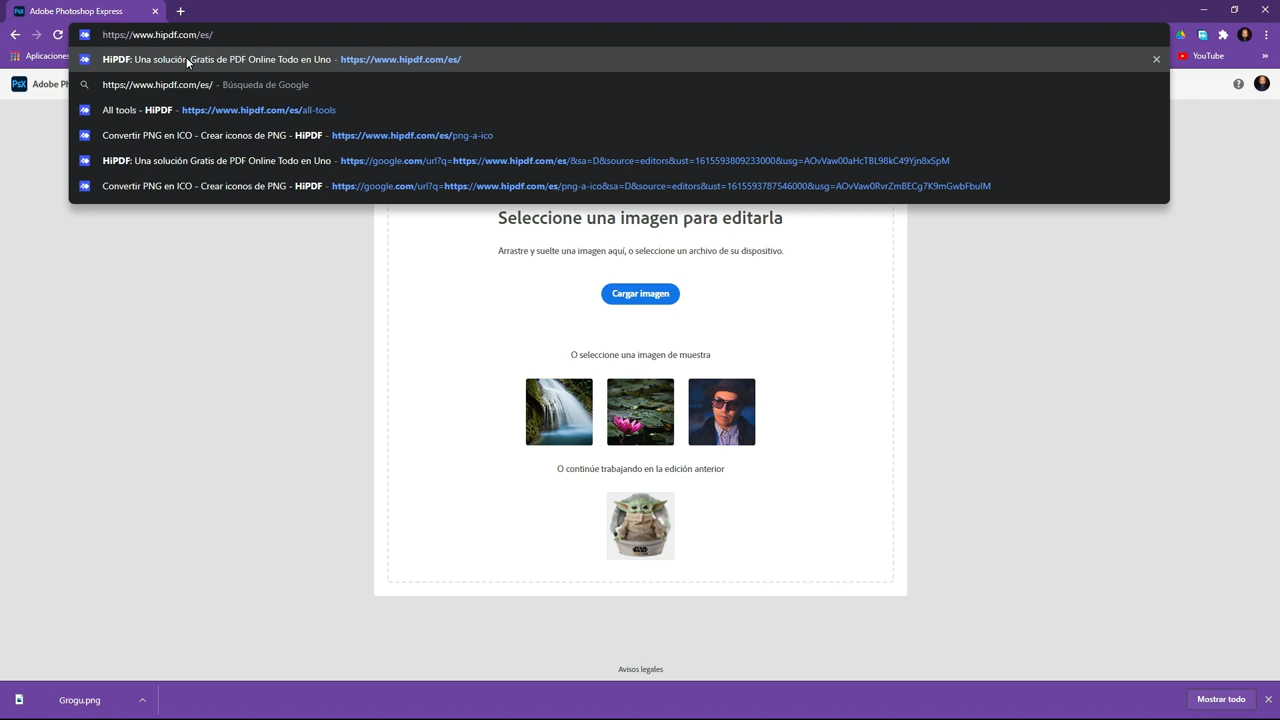 Adobe Photoshop Express
https://www.hipdf.com/es/
Aplicaciones
HiPDF: Una solución Gratis de PDF Online Todo en Uno - https://www.hipdf.com/es/
YouTube
https://www.hipdf.com/es/ - Búsqueda de Google
Adobe Ph
All tools - HiPDF - https://www.hipdf.com/es/all-tools
Convertir PNG en ICO - Crear iconos de PNG - HiPDF - https://www.hipdf.com/es/png-a-ico
HiPDF: Una solución Gratis de PDF Online Todo en Uno - https://google.com/url?q=https://www.hipdf.com/es/&sa=D&source=editors&ust=1615593809233000&usg=AOvVaw00aHcTBL98kC49Yjn8xSpM
Convertir PNG en ICO - Crear iconos de PNG - HiPDF - https://google.com/url?q=https://www.hipdf.com/es/png-a-ico&sa=D&source=editors&ust=1615593787546000&usg=AOvVaw0RvrZmBECg7K9mGwbFbuIM
Seleccione una imagen para editarla
Arrastre y suelte una imagen aquí, o seleccione un archivo de su dispositivo.
Cargar imagen
O seleccione una imagen de muestra
O continúe trabajando en la edición anterior
STAR
WARS
Avisos legales
Grogu.png
Mostrar todo